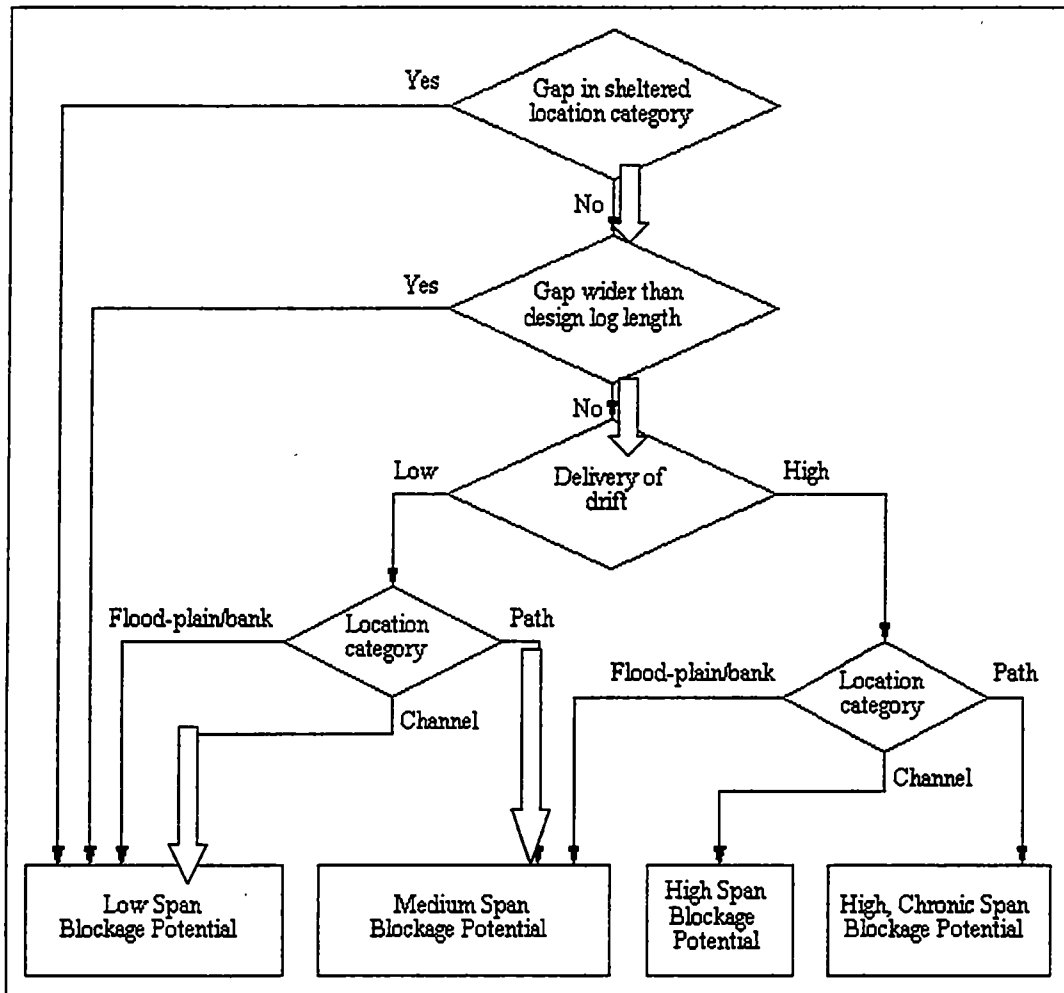 Yes
Gap in sheltered
location category
No
Yes
Gap wider than
design log length
No
Low
Delivery of
drift
High
Flood-plain/bank
Location
category
Path
Channel
Flood-plain/bank
Location
category
Path
Channel
Low Span
Blockage Potential
Medium Span
Blockage Potential
High Span
Blockage
Potential
High, Chronic Span
Blockage Potential